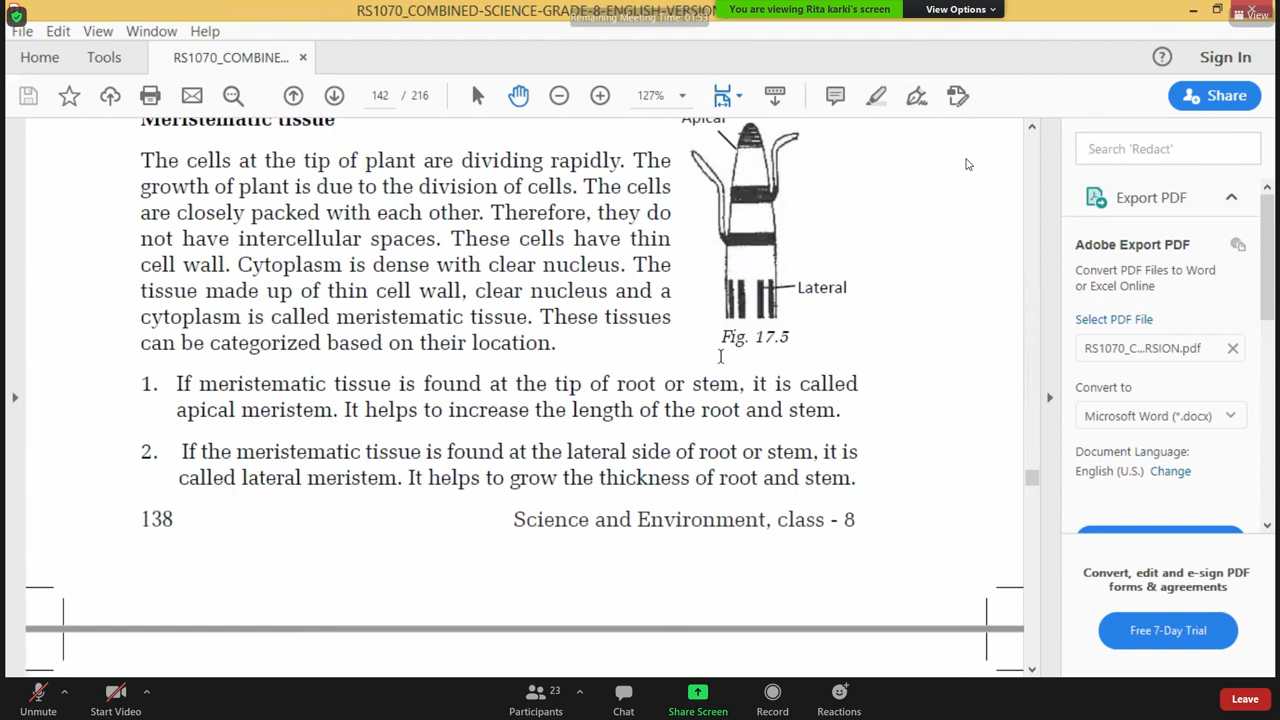 RS1070_COMBINED-SCIENCE-GRADE-8-ENGLISH-VERSION
Remaining Meeting Time: 01:53
You are viewing Rita karki's screen
View Options
View
File Edit View Window Help
Home Tools RS1070_COMBINE... ×
Sign In
142 / 216
127%
Share
Meristematic tissue
Apical
The cells at the tip of plant are dividing rapidly. The
growth of plant is due to the division of cells. The cells
are closely packed with each other. Therefore, they do
not have intercellular spaces. These cells have thin
cell wall. Cytoplasm is dense with clear nucleus. The
tissue made up of thin cell wall, clear nucleus and a
cytoplasm is called meristematic tissue. These tissues
can be categorized based on their location.
Lateral
Fig. 17.5
1. If meristematic tissue is found at the tip of root or stem, it is called
apical meristem. It helps to increase the length of the root and stem.
2. If the meristematic tissue is found at the lateral side of root or stem, it is
called lateral meristem. It helps to grow the thickness of root and stem.
138 Science and Environment, class - 8
Search 'Redact'
Export PDF
Adobe Export PDF
Convert PDF Files to Word
or Excel Online
Select PDF File
RS1070_C...RSION.pdf
Convert to
Microsoft Word (*.docx)
Document Language:
English (U.S.) Change
Convert, edit and e-sign PDF
forms & agreements
Free 7-Day Trial
Unmute
Start Video
23
Participants
Chat
Share Screen
Record
Reactions
Leave